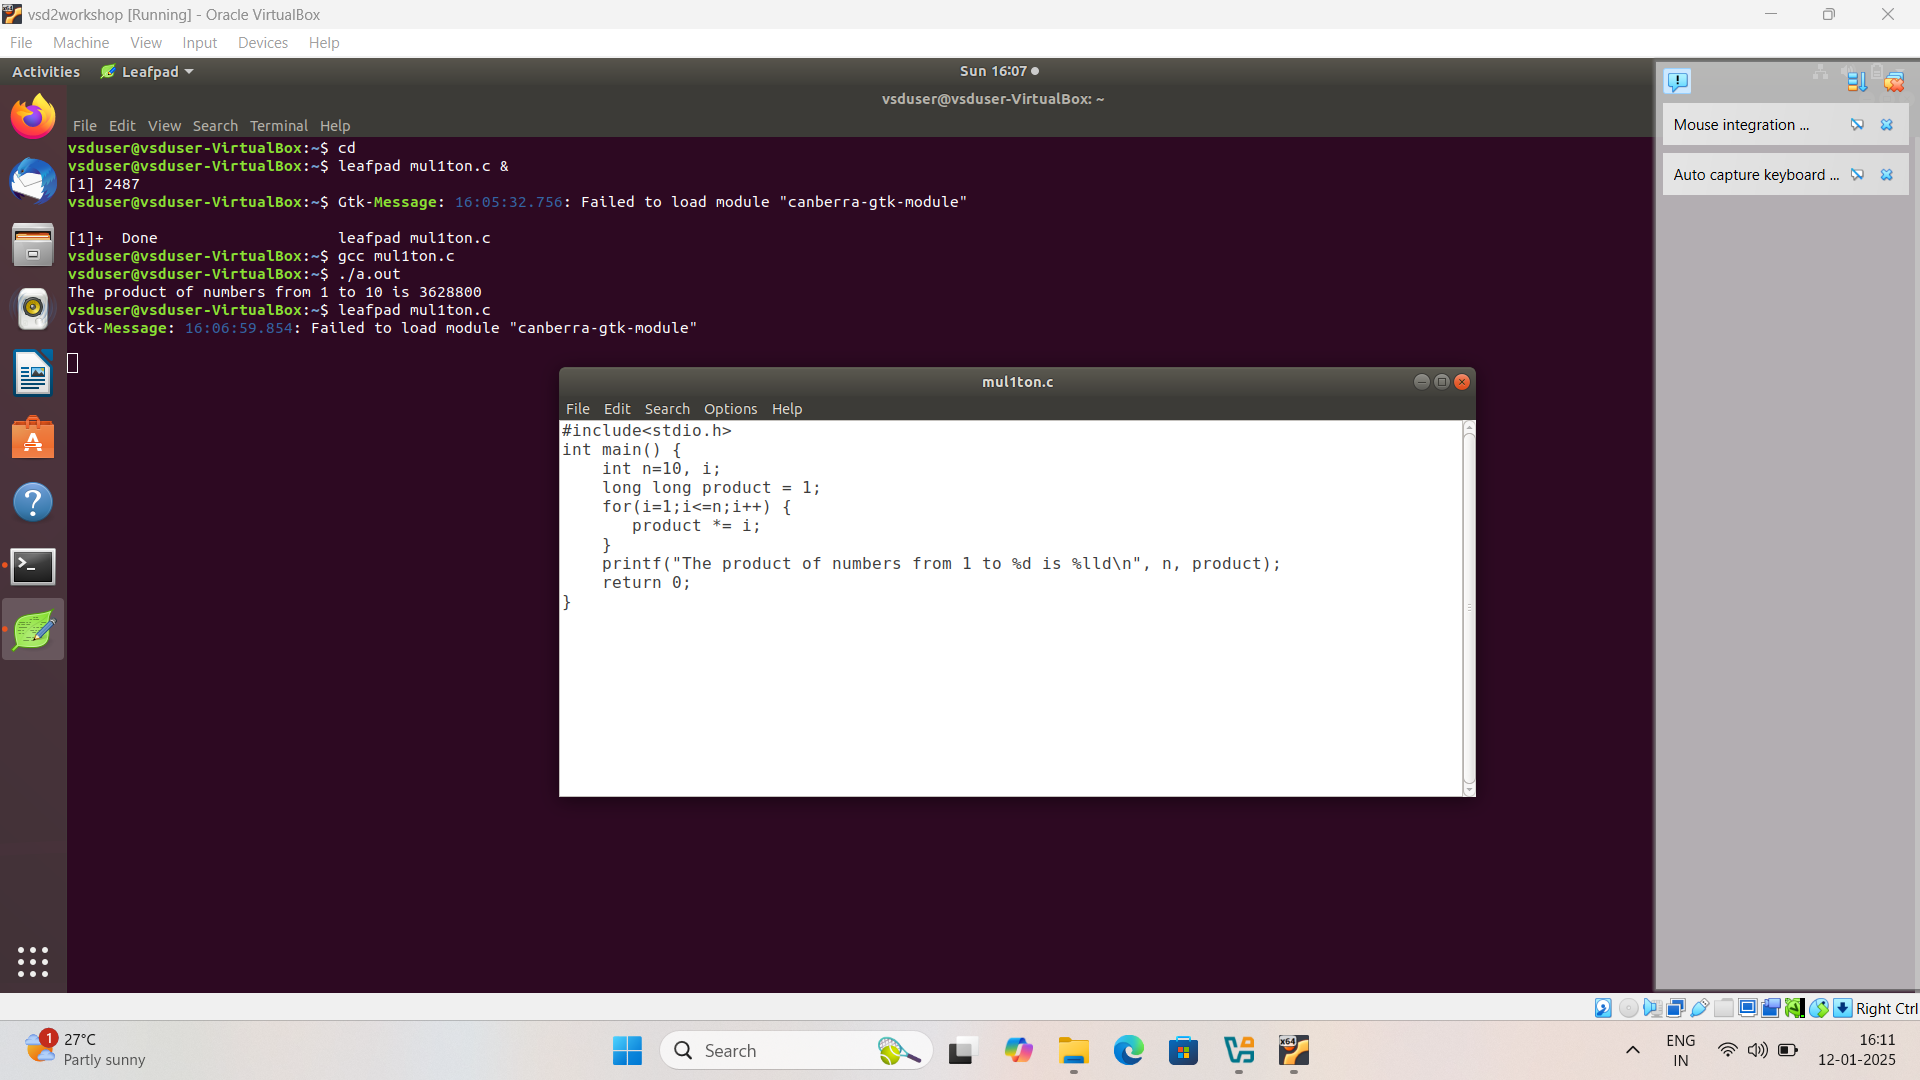 vsd2workshop [Running] - Oracle VirtualBox
File Machine View Input Devices Help
Activities Leafpad Sun 16:07
vsduser@vsduser-VirtualBox: ~
File Edit View Search Terminal Help
vsduser@vsduser-VirtualBox:~$ cd
vsduser@vsduser-VirtualBox:~$ leafpad mul1ton.c &
[1] 2487
vsduser@vsduser-VirtualBox:~$ Gtk-Message: 16:05:32.756: Failed to load module "canberra-gtk-module"
[1]+  Done                    leafpad mul1ton.c
vsduser@vsduser-VirtualBox:~$ gcc mul1ton.c
vsduser@vsduser-VirtualBox:~$ ./a.out
The product of numbers from 1 to 10 is 3628800
vsduser@vsduser-VirtualBox:~$ leafpad mul1ton.c
Gtk-Message: 16:06:59.854: Failed to load module "canberra-gtk-module"
mul1ton.c
File Edit Search Options Help
#include<stdio.h>
int main() {
    int n=10, i;
    long long product = 1;
    for(i=1;i<=n;i++) {
       product *= i;
    }
    printf("The product of numbers from 1 to %d is %lld\n", n, product);
    return 0;
}
Mouse integration ...
Auto capture keyboard ...
Right Ctrl
1
27°C
Partly sunny
Search
x64
ENG
IN
16:11
12-01-2025